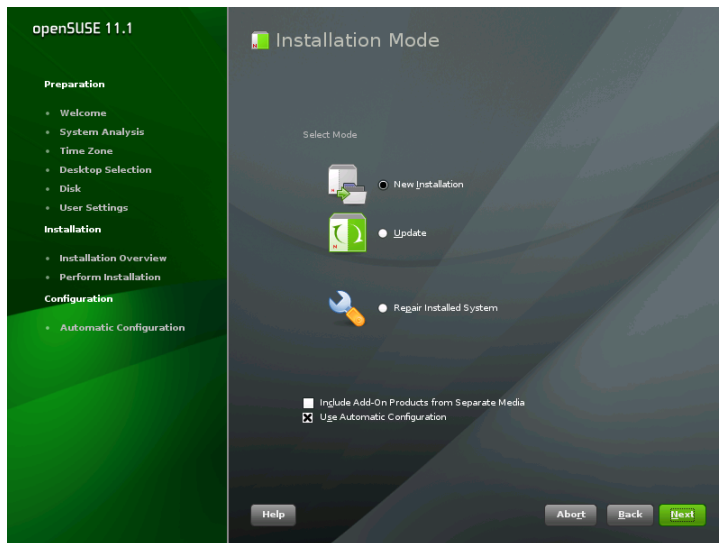 openSUSE 11.1
Preparation
Welcome
System Analysis
Time Zone
Desktop Selection
Disk
User Settings
Installation
Installation Overview
Perform Installation
Configuration
Automatic Configuration
Installation Mode
Select Mode
New Installation
Update
Repair Installed System
Include Add-On Products from Separate Media
Use Automatic Configuration
Help
Abort
Back
Next